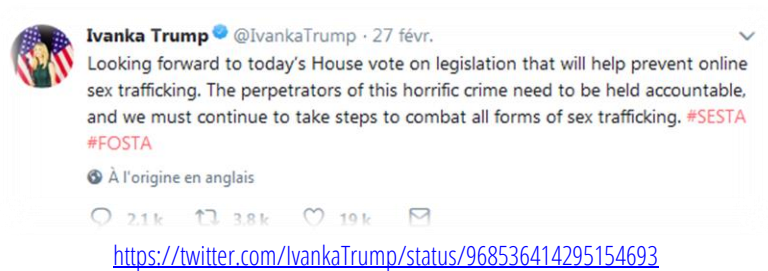 Ivanka Trump @IvankaTrump · 27 févr.
Looking forward to today's House vote on legislation that will help prevent online
sex trafficking. The perpetrators of this horrific crime need to be held accountable,
and we must continue to take steps to combat all forms of sex trafficking. #SESTA
#FOSTA
À l'origine en anglais
2.1 k 3.8 k 19 k
https://twitter.com/IvankaTrump/status/968536414295154693